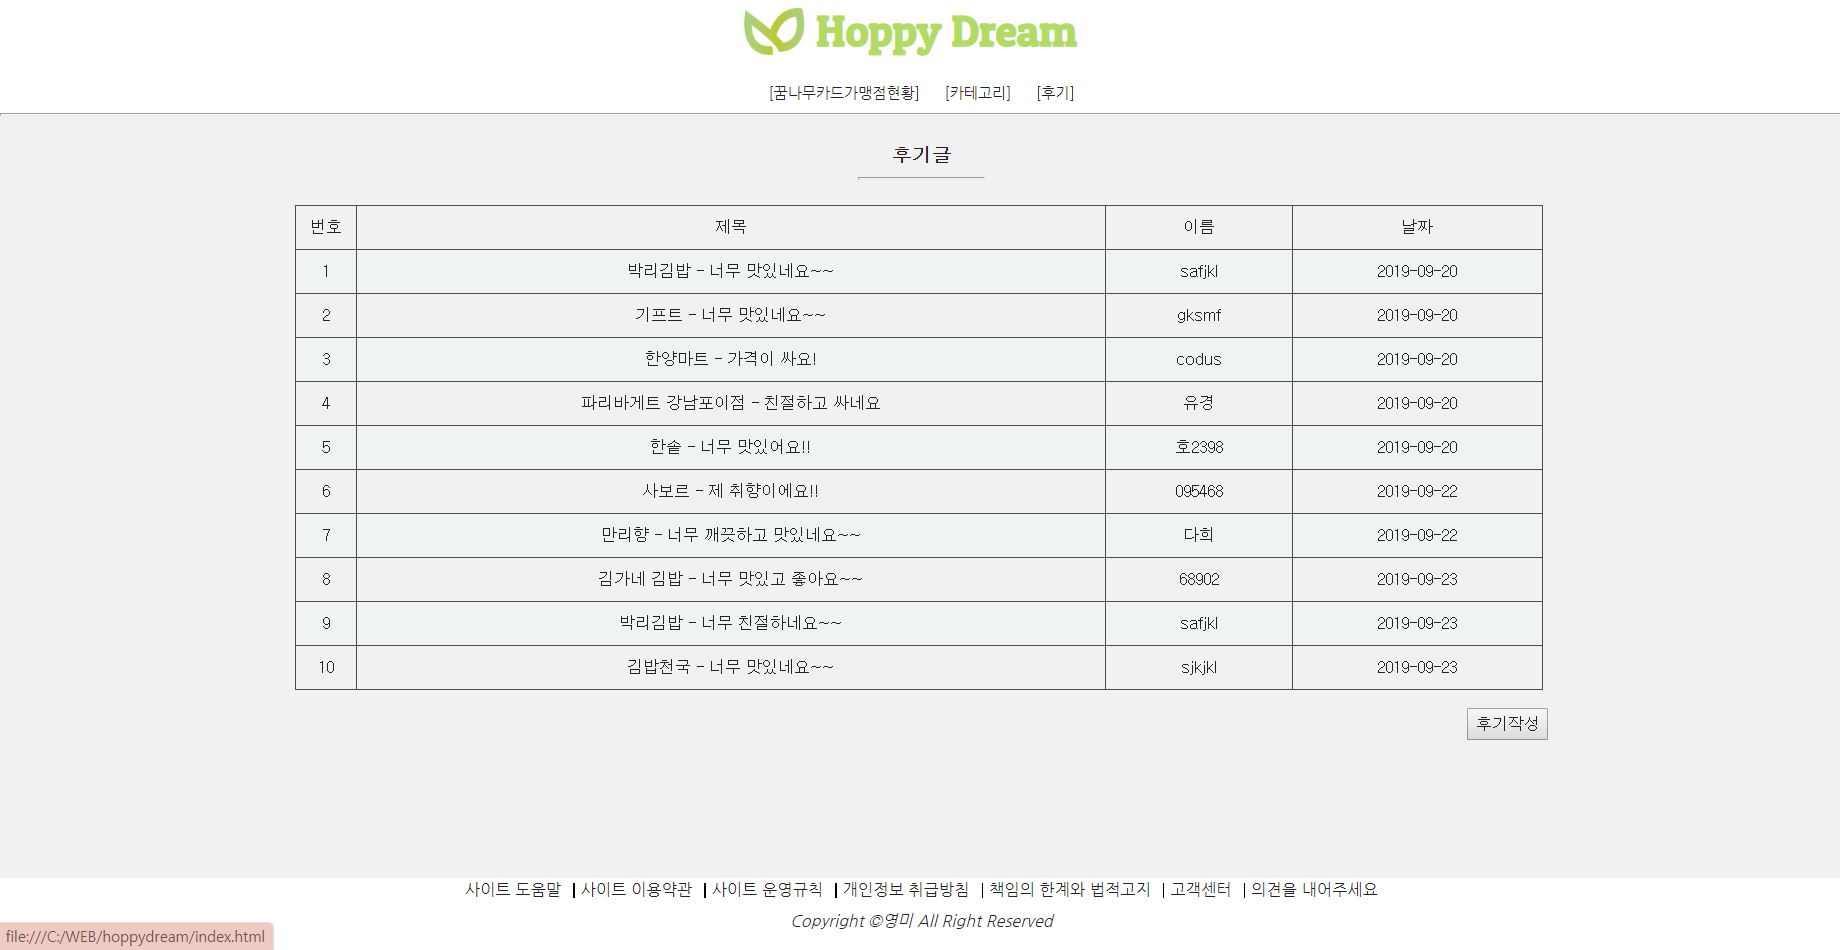 Hoppy Dream
[꿈나무카드가맹점현황] [카테고리] [후기]
후기글
번호 제목 이름 날짜
1 박리김밥 - 너무 맛있네요~~ safjkl 2019-09-20
2 기프트 - 너무 맛있네요~~ gksmf 2019-09-20
3 한양마트 - 가격이 싸요! codus 2019-09-20
4 파리바게트 강남포이점 - 친절하고 싸네요 유경 2019-09-20
5 한솥 - 너무 맛있어요!! 호2398 2019-09-20
6 사보르 - 제 취향이에요!! 095468 2019-09-22
7 만리향 - 너무 깨끗하고 맛있네요~~ 다희 2019-09-22
8 김가네 김밥 - 너무 맛있고 좋아요~~ 68902 2019-09-23
9 박리김밥 - 너무 친절하네요~~ safjkl 2019-09-23
10 김밥천국 - 너무 맛있네요~~ sjkjkl 2019-09-23
후기작성
사이트 도움말 | 사이트 이용약관 | 사이트 운영규칙 | 개인정보 취급방침 | 책임의 한계와 법적고지 | 고객센터 | 의견을 내어주세요
Copyright ©영미 All Right Reserved
file:///C:/WEB/hoppydream/index.html